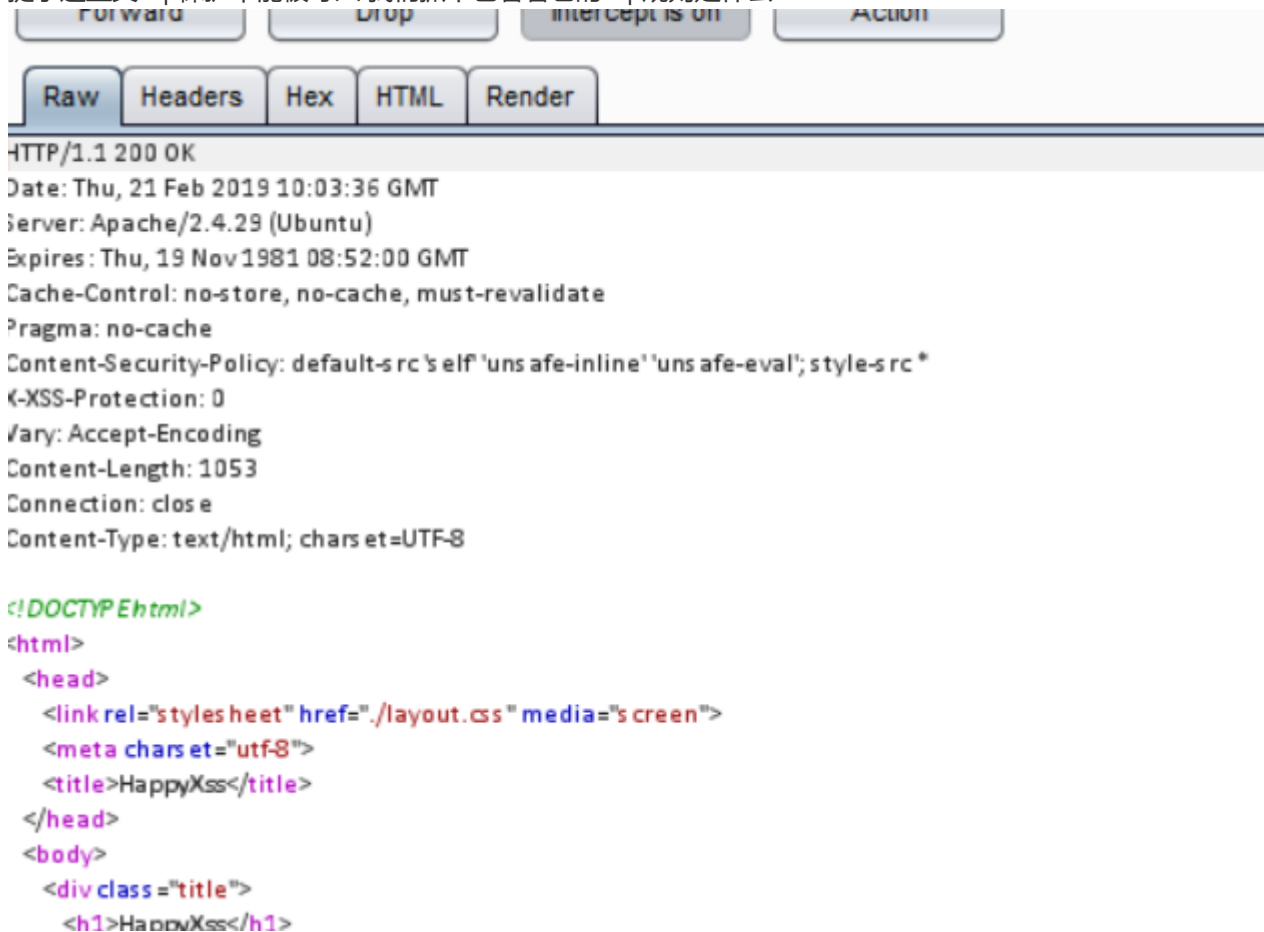 Forward Drop Intercept is on Action
Raw Headers Hex HTML Render
HTTP/1.1 200 OK
Date: Thu, 21 Feb 2019 10:03:36 GMT
Server: Apache/2.4.29 (Ubuntu)
Expires: Thu, 19 Nov 1981 08:52:00 GMT
Cache-Control: no-store, no-cache, must-revalidate
Pragma: no-cache
Content-Security-Policy: default-src 'self' 'unsafe-inline' 'unsafe-eval'; style-src *
X-XSS-Protection: 0
Vary: Accept-Encoding
Content-Length: 1053
Connection: close
Content-Type: text/html; charset=UTF-8
<!DOCTYPE html>
<html>
<head>
<link rel="stylesheet" href="./layout.css" media="screen">
<meta charset="utf-8">
<title>HappyXss</title>
</head>
<body>
<div class="title">
<h1>HappyXss</h1>